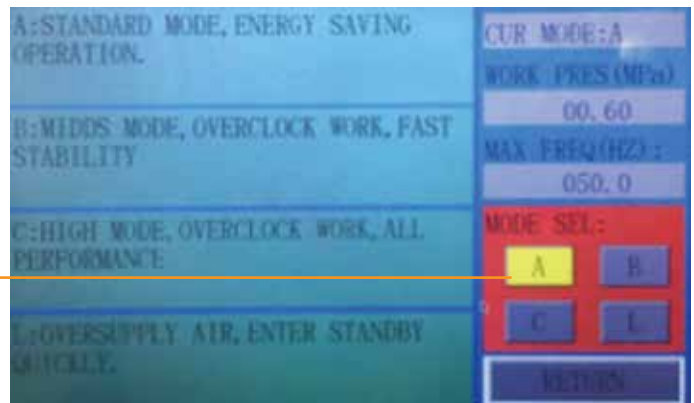 A:STANDARD MODE,ENERGY SAVING
OPERATION.
B:MIDDS MODE,OVERCLOCK WORK,FAST
STABILITY
C:HIGH MODE,OVERCLOCK WORK,ALL
PERFORMANCE
L:OVERSUPPLY AIR,ENTER STANDBY
QUICKLY.
CUR MODE:A
WORK PRES(MPa)
00.60
MAX FREQ(HZ):
050.0
MODE SEL:
A B
C L
RETURN